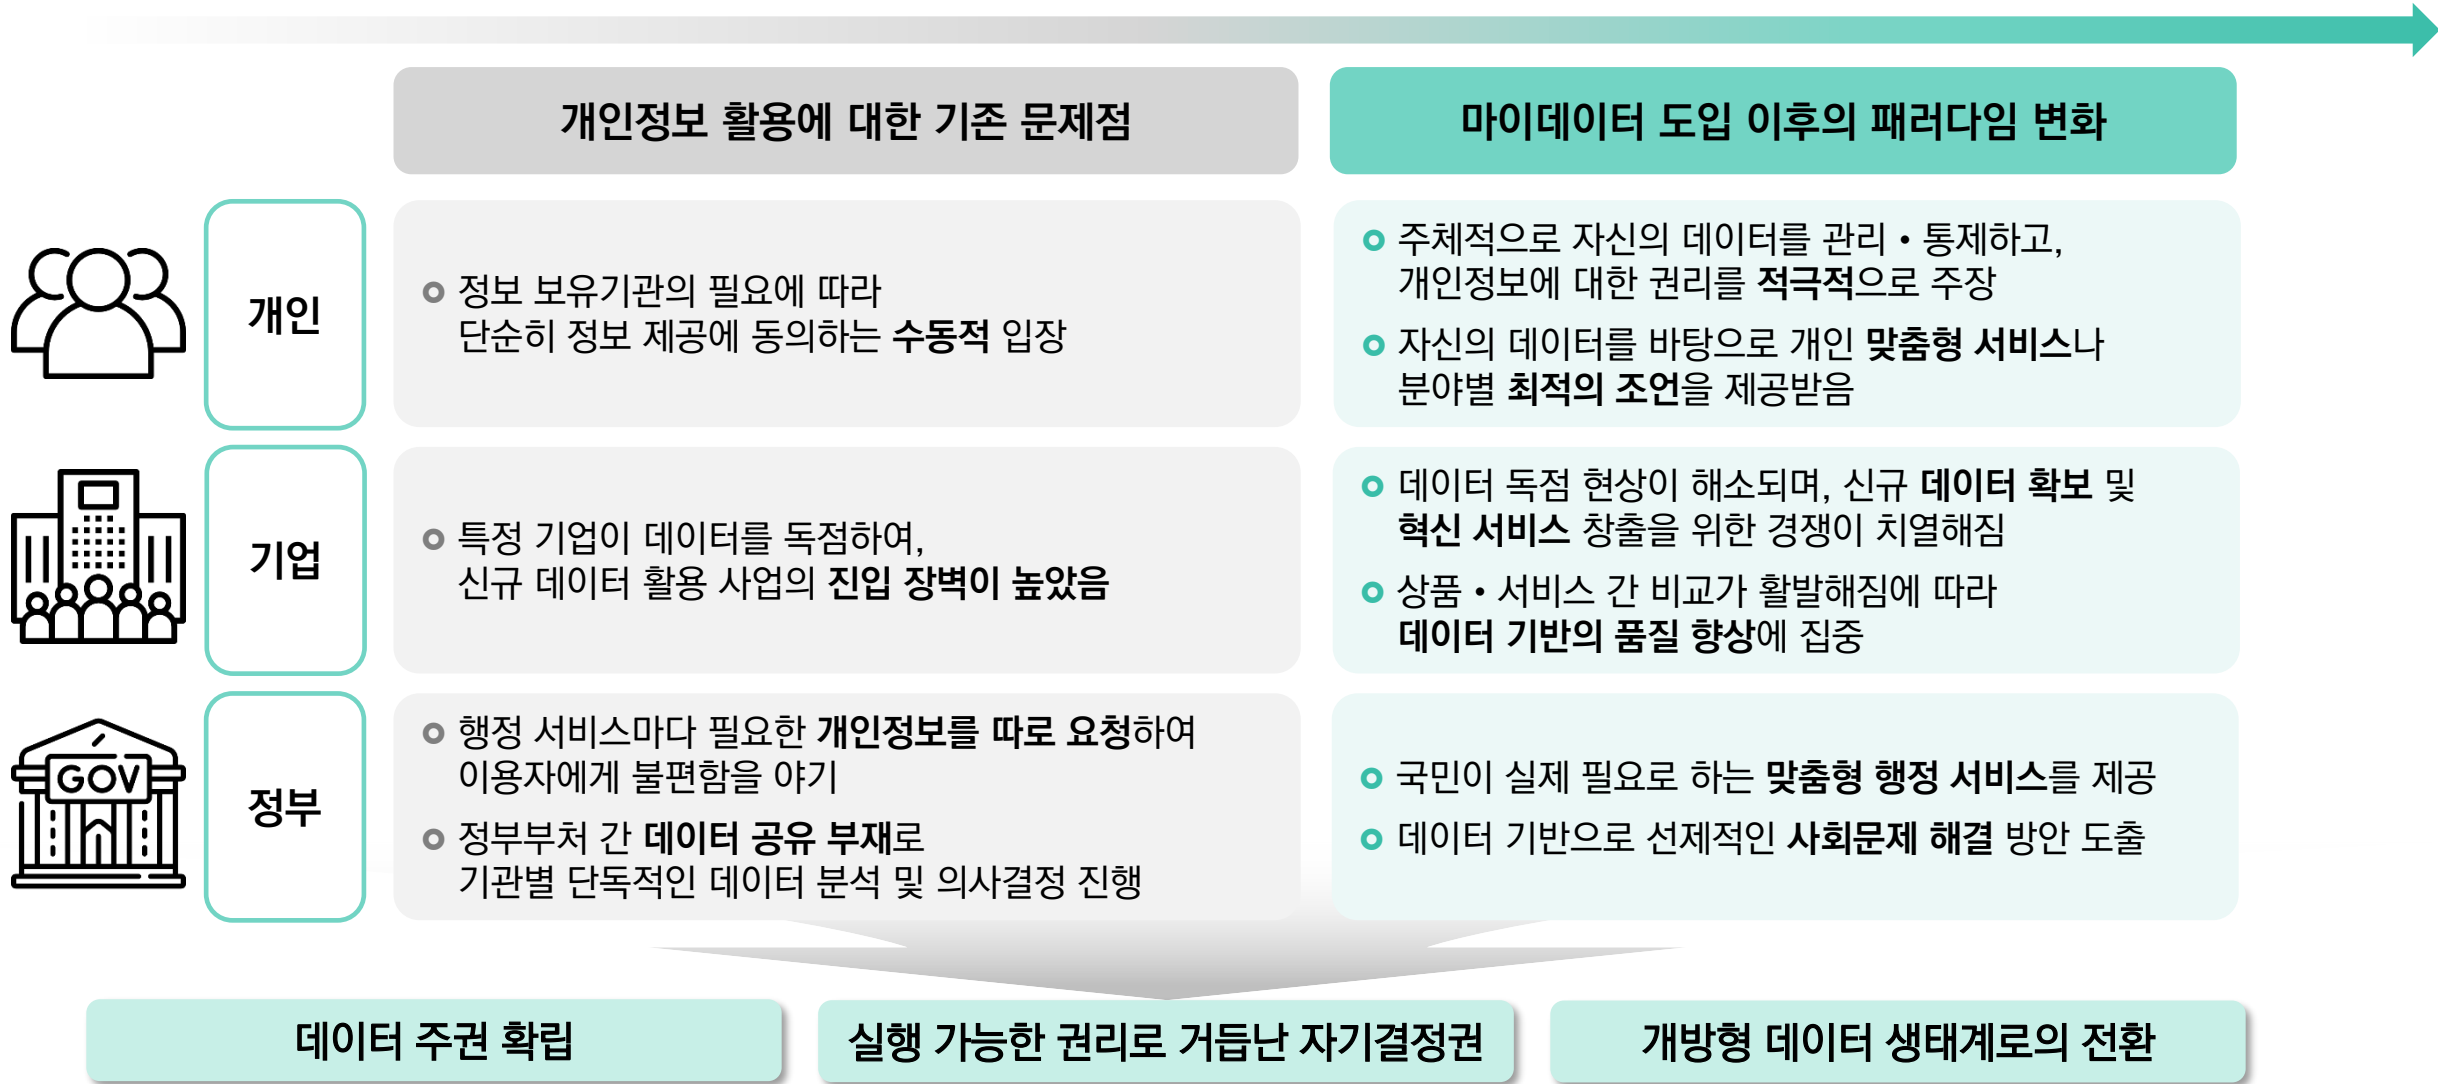 개인정보 활용에 대한 기존 문제점
마이데이터 도입 이후의 패러다임 변화
개인
정보 보유기관의 필요에 따라
단순히 정보 제공에 동의하는 수동적 입장
주체적으로 자신의 데이터를 관리 • 통제하고,
개인정보에 대한 권리를 적극적으로 주장
자신의 데이터를 바탕으로 개인 맞춤형 서비스나
분야별 최적의 조언을 제공받음
기업
특정 기업이 데이터를 독점하여,
신규 데이터 활용 사업의 진입 장벽이 높았음
데이터 독점 현상이 해소되며, 신규 데이터 확보 및
혁신 서비스 창출을 위한 경쟁이 치열해짐
상품 • 서비스 간 비교가 활발해짐에 따라
데이터 기반의 품질 향상에 집중
GOV
정부
행정 서비스마다 필요한 개인정보를 따로 요청하여
이용자에게 불편함을 야기
정부부처 간 데이터 공유 부재로
기관별 단독적인 데이터 분석 및 의사결정 진행
국민이 실제 필요로 하는 맞춤형 행정 서비스를 제공
데이터 기반으로 선제적인 사회문제 해결 방안 도출
데이터 주권 확립
실행 가능한 권리로 거듭난 자기결정권
개방형 데이터 생태계로의 전환